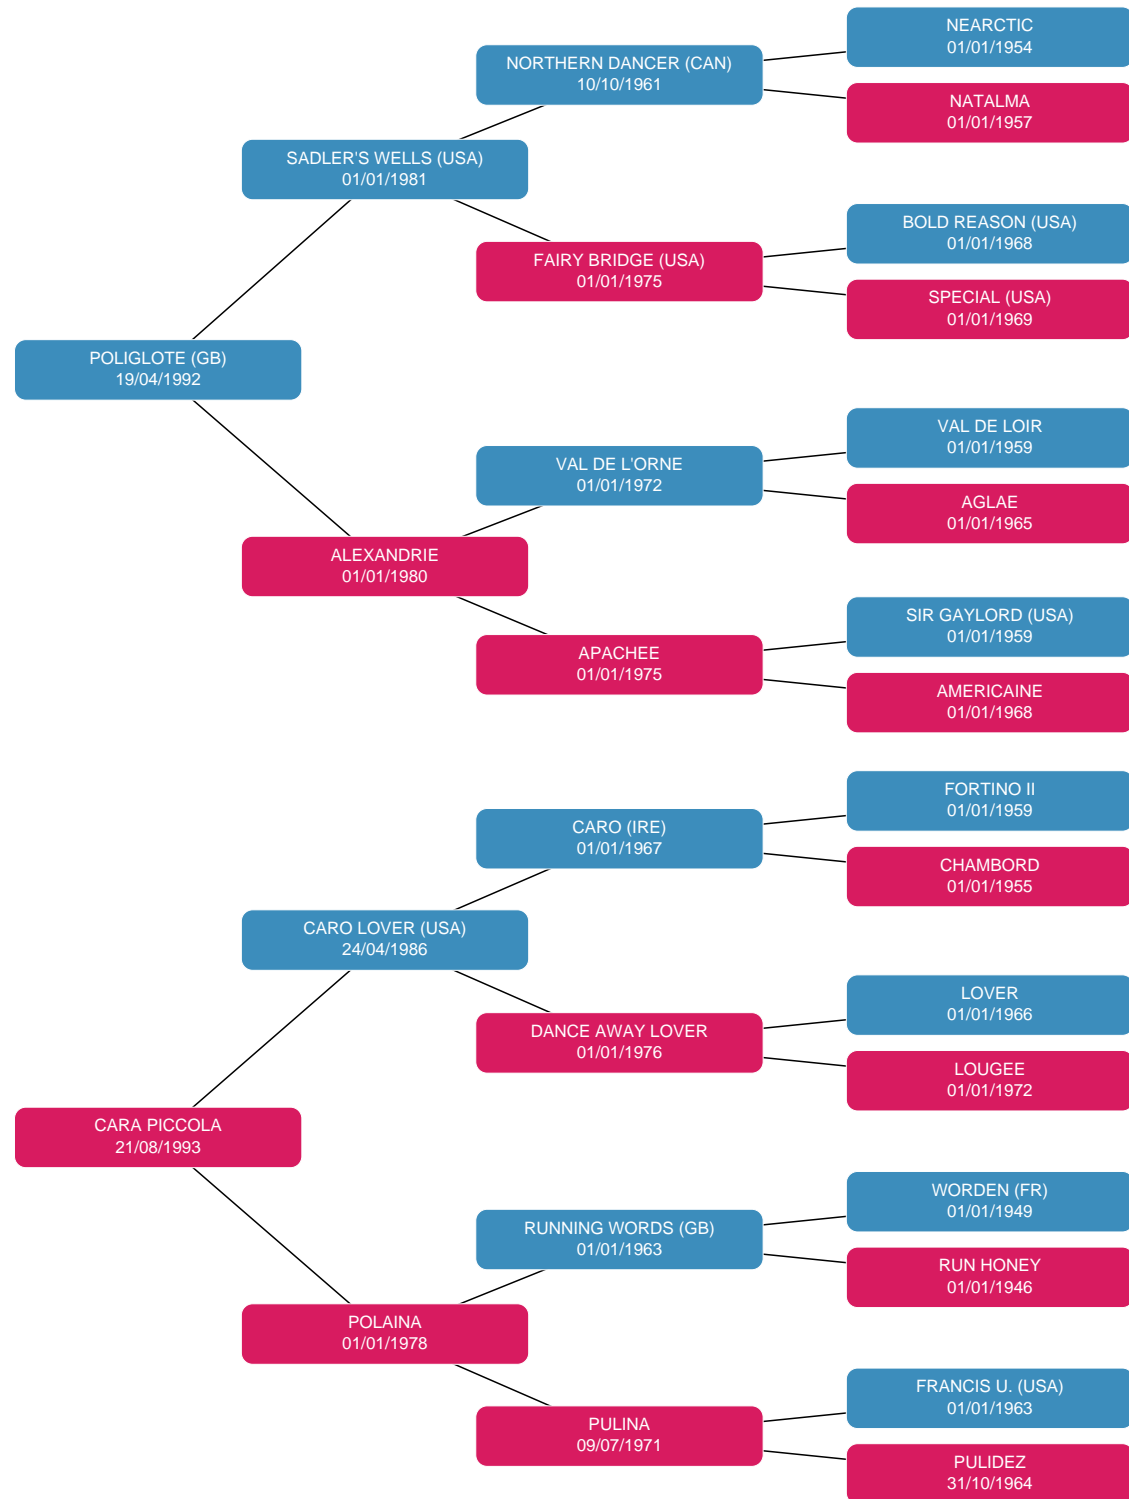 NEARCTIC
01/01/1954
NORTHERN DANCER (CAN)
10/10/1961
NATALMA
01/01/1957
SADLER'S WELLS (USA)
01/01/1981
BOLD REASON (USA)
01/01/1968
FAIRY BRIDGE (USA)
01/01/1975
SPECIAL (USA)
01/01/1969
POLIGLOTE (GB)
19/04/1992
VAL DE LOIR
01/01/1959
VAL DE L'ORNE
01/01/1972
AGLAE
01/01/1965
ALEXANDRIE
01/01/1980
SIR GAYLORD (USA)
01/01/1959
APACHEE
01/01/1975
AMERICAINE
01/01/1968
FORTINO II
01/01/1959
CARO (IRE)
01/01/1967
CHAMBORD
01/01/1955
CARO LOVER (USA)
24/04/1986
LOVER
01/01/1966
DANCE AWAY LOVER
01/01/1976
LOUGEE
01/01/1972
CARA PICCOLA
21/08/1993
WORDEN (FR)
01/01/1949
RUNNING WORDS (GB)
01/01/1963
RUN HONEY
01/01/1946
POLAINA
01/01/1978
FRANCIS U. (USA)
01/01/1963
PULINA
09/07/1971
PULIDEZ
31/10/1964